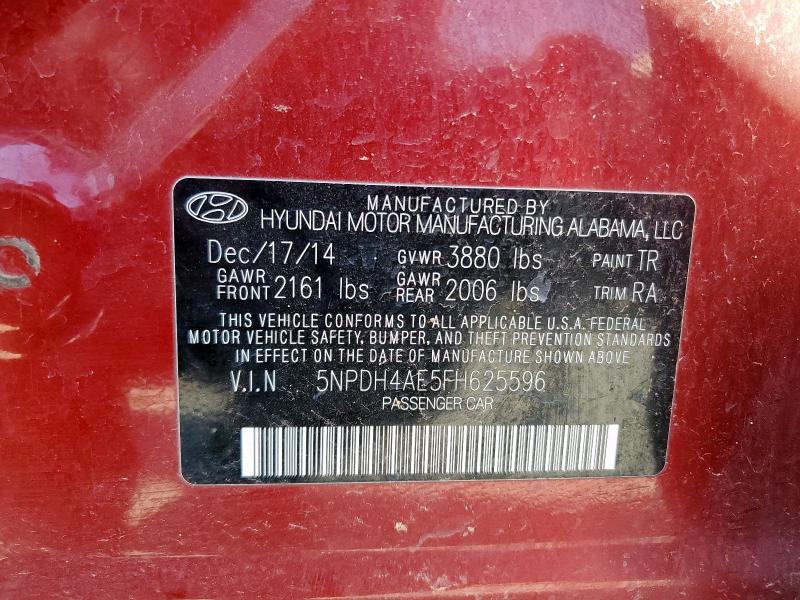 MANUFACTURED BY
HYUNDAI MOTOR MANUFACTURING ALABAMA, LLC
Dec/17/14 GVWR 3880 lbs PAINT TR
GAWR FRONT 2161 lbs GAWR REAR 2006 lbs TRIM RA
THIS VEHICLE CONFORMS TO ALL APPLICABLE U.S.A. FEDERAL
MOTOR VEHICLE SAFETY, BUMPER, AND THEFT PREVENTION STANDARDS
IN EFFECT ON THE DATE OF MANUFACTURE SHOWN ABOVE.
V.I.N 5NPDH4AE5FH625596
PASSENGER CAR